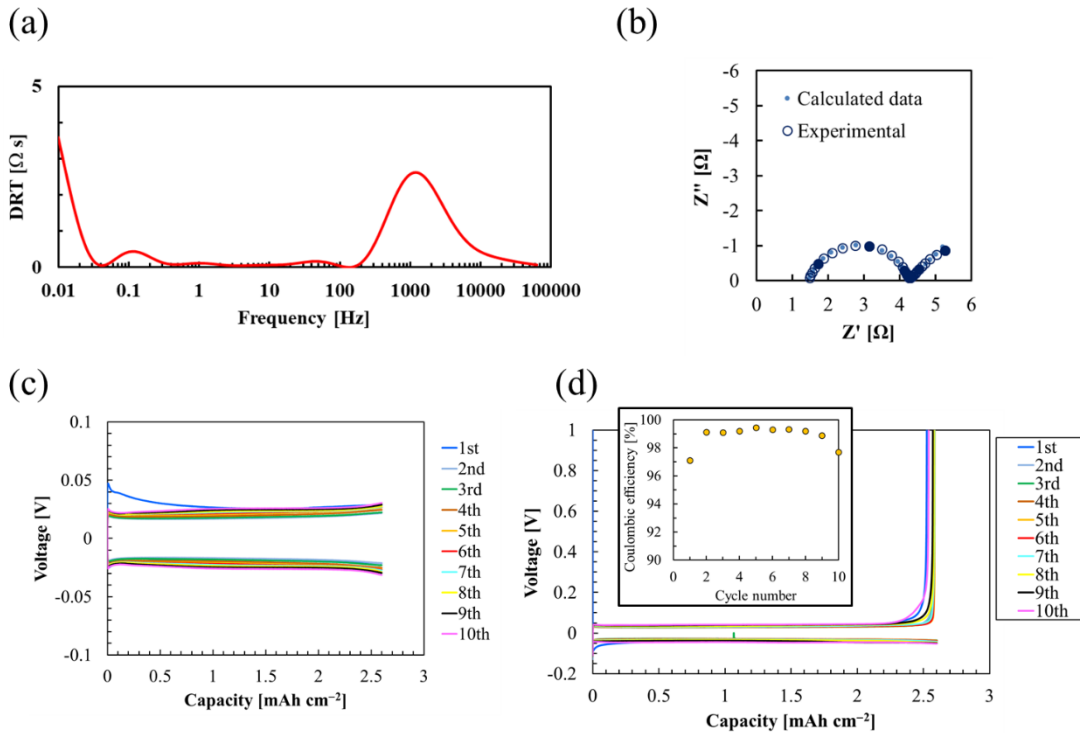 (a)
5
0
DRT [Ω s]
0.01 0.1 1 10 100 1000 10000 100000
Frequency [Hz]
(b)
-6
-5
-4
-3
-2
-1
0
Z'' [Ω]
Calculated data
Experimental
0 1 2 3 4 5 6
Z' [Ω]
(c)
0.1
0.05
0
-0.05
-0.1
Voltage [V]
0 0.5 1 1.5 2 2.5 3
Capacity [mAh cm⁻²]
1st
2nd
3rd
4th
5th
6th
7th
8th
9th
10th
(d)
1
0.8
0.6
0.4
0.2
0
-0.2
Voltage [V]
100
98
96
94
92
90
Coulombic efficiency [%]
0 2 4 6 8 10
Cycle number
0 0.5 1 1.5 2 2.5 3
Capacity [mAh cm⁻²]
1st
2nd
3rd
4th
5th
6th
7th
8th
9th
10th